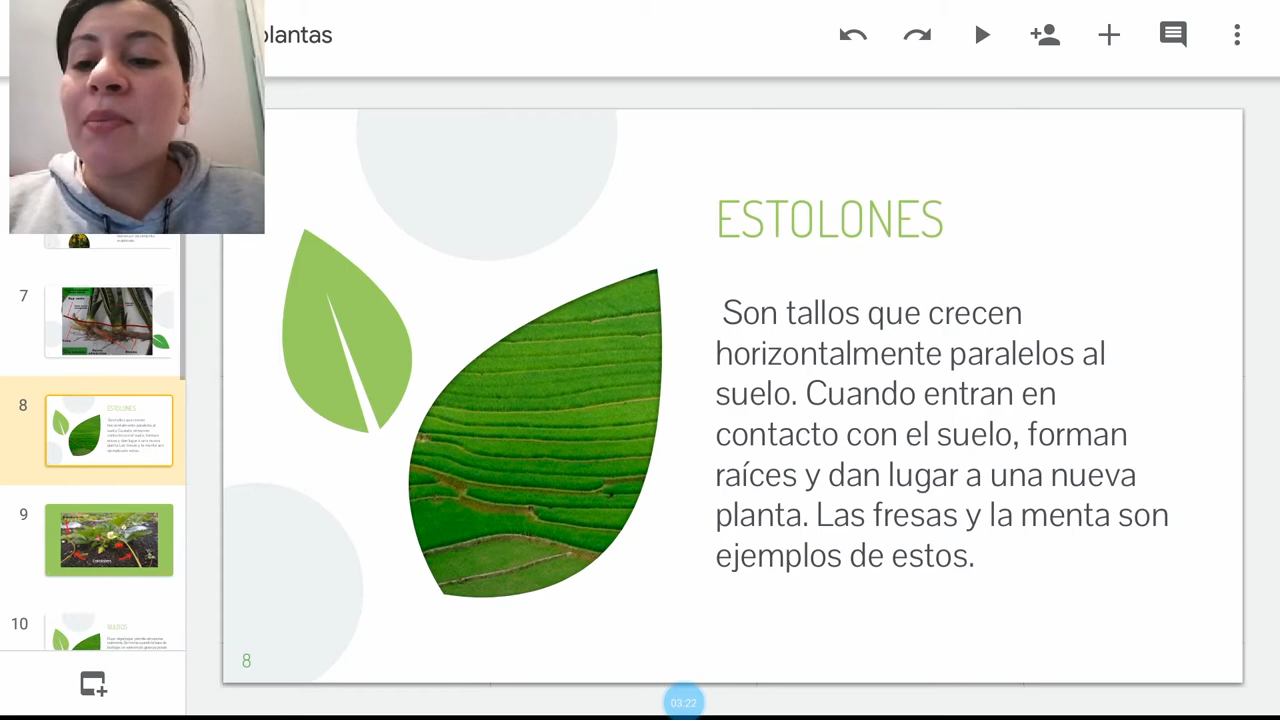 plantas
ESTOLONES
Son tallos que crecen
horizontalmente paralelos al
suelo. Cuando entran en
contacto con el suelo, forman
raíces y dan lugar a una nueva
planta. Las fresas y la menta son
ejemplos de estos.
7
8
ESTOLONES
9
10
8
03:22